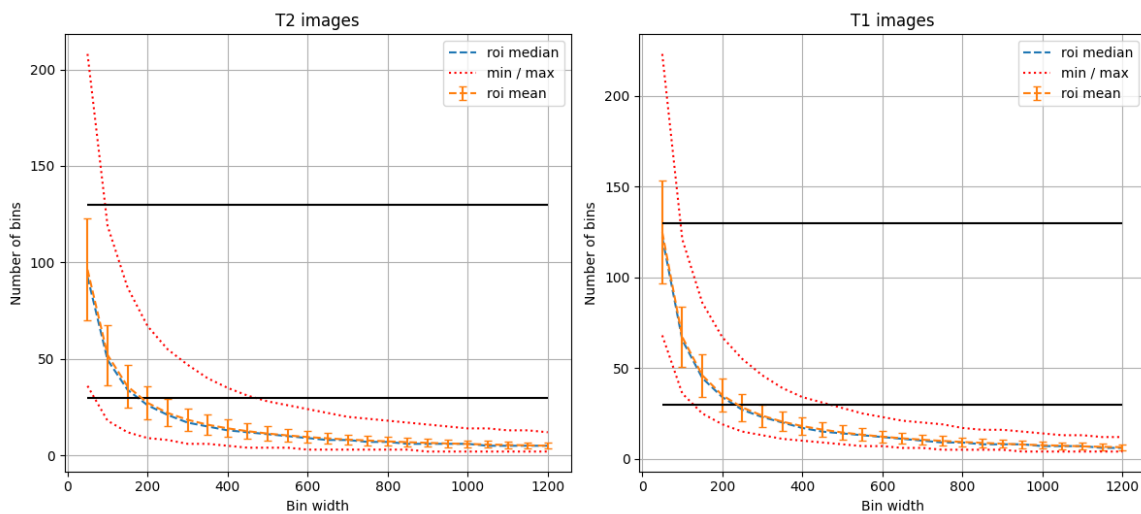 T2 images
roi median
min / max
roi mean
200
150
100
50
0
Number of bins
0 200 400 600 800 1000 1200
Bin width
T1 images
roi median
min / max
roi mean
200
150
100
50
0
Number of bins
0 200 400 600 800 1000 1200
Bin width